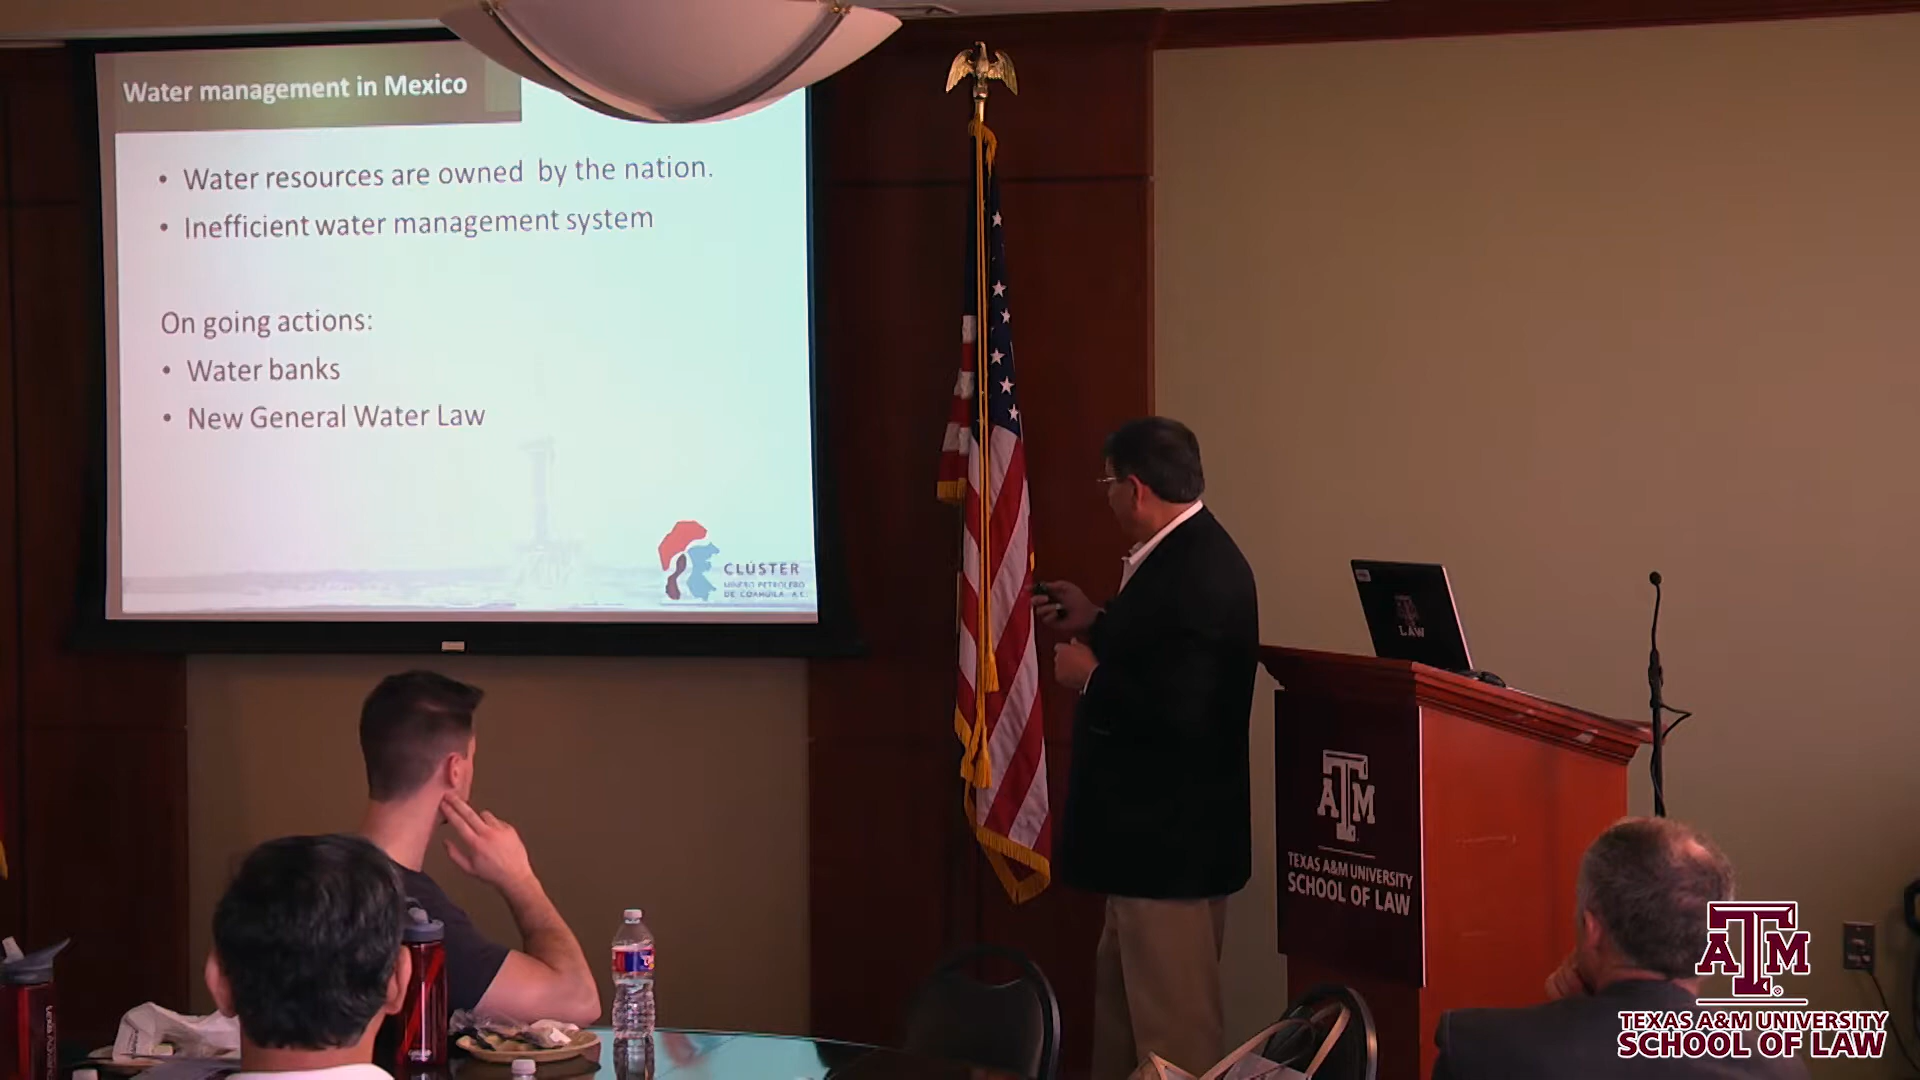 Water management in Mexico
• Water resources are owned by the nation.
• Inefficient water management system
On going actions:
• Water banks
• New General Water Law
CLÚSTER
MINERO PETROLERO
DE COAHUILA, A.C.
LAW
ATM
TEXAS A&M UNIVERSITY
SCHOOL OF LAW
ATM
TEXAS A&M UNIVERSITY
SCHOOL OF LAW